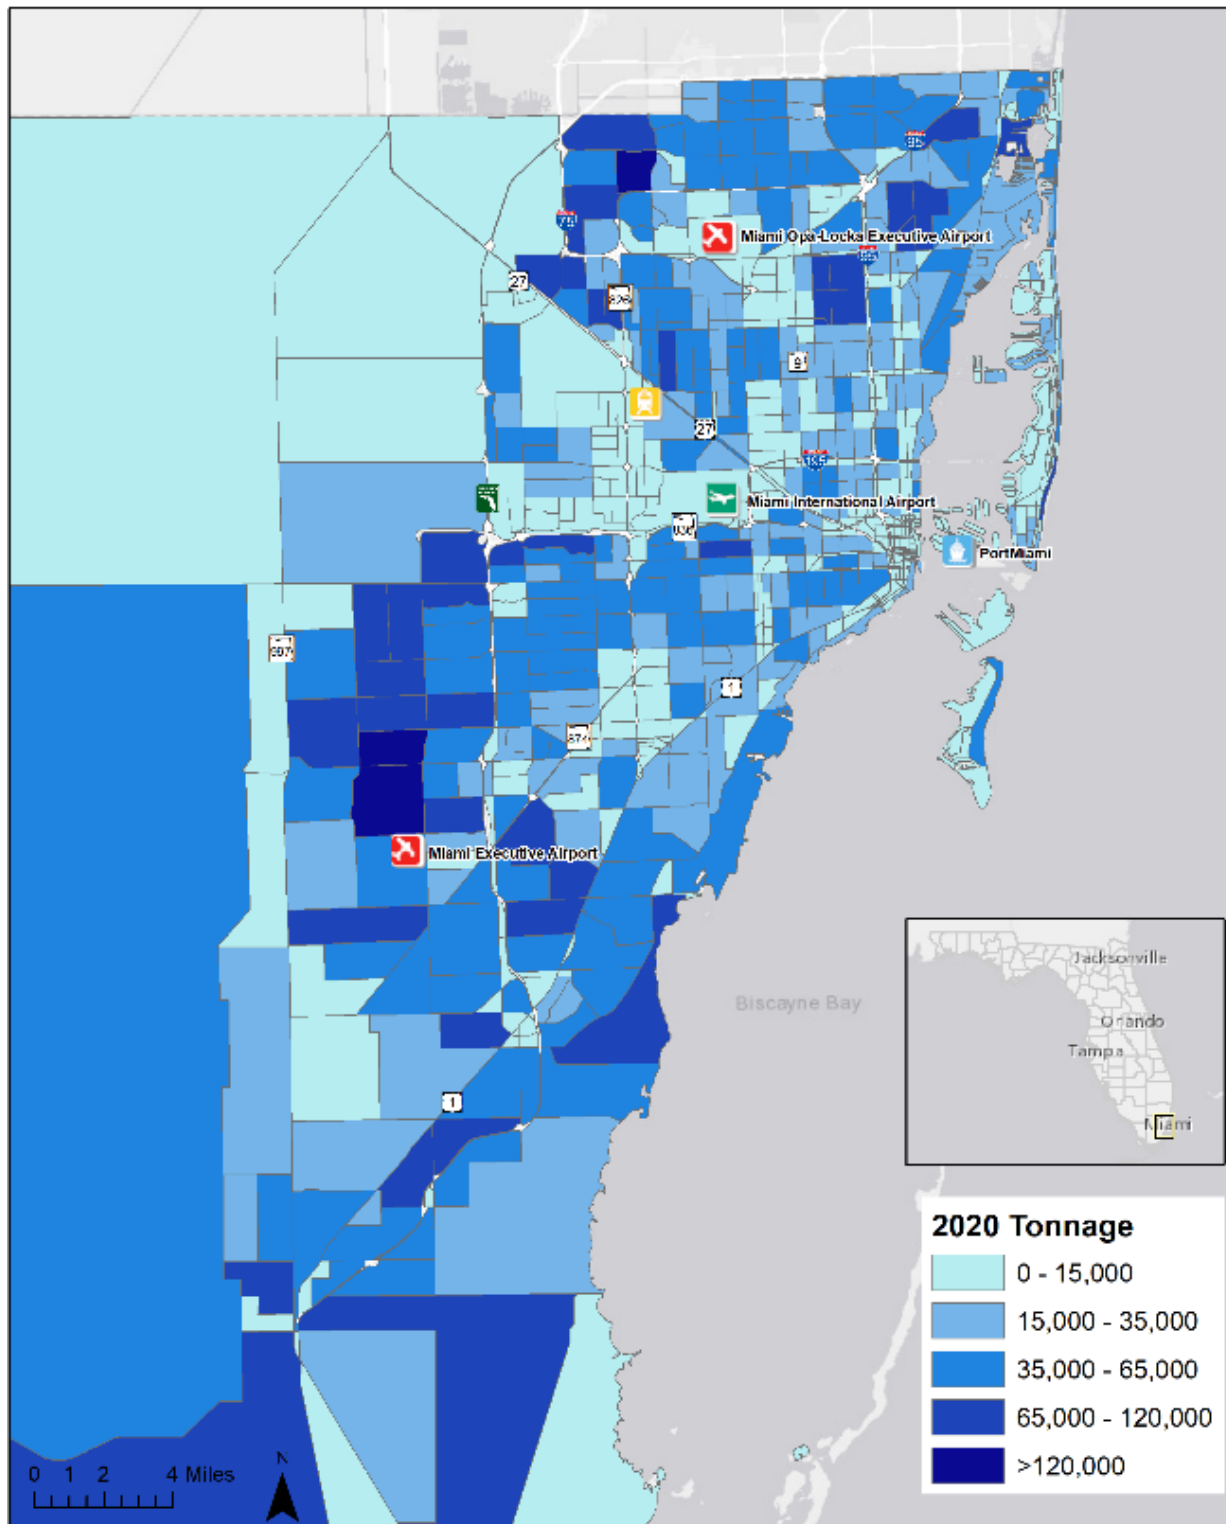 95
Miami Opa-Locka Executive Airport
75
95
27
826
9
27
195
Miami International Airport
836
PortMiami
997
1
874
Miami Executive Airport
Biscayne Bay
Jacksonville
Orlando
Tampa
Miami
1
2020 Tonnage
0 - 15,000
15,000 - 35,000
35,000 - 65,000
65,000 - 120,000
>120,000
N
0 1 2 4 Miles